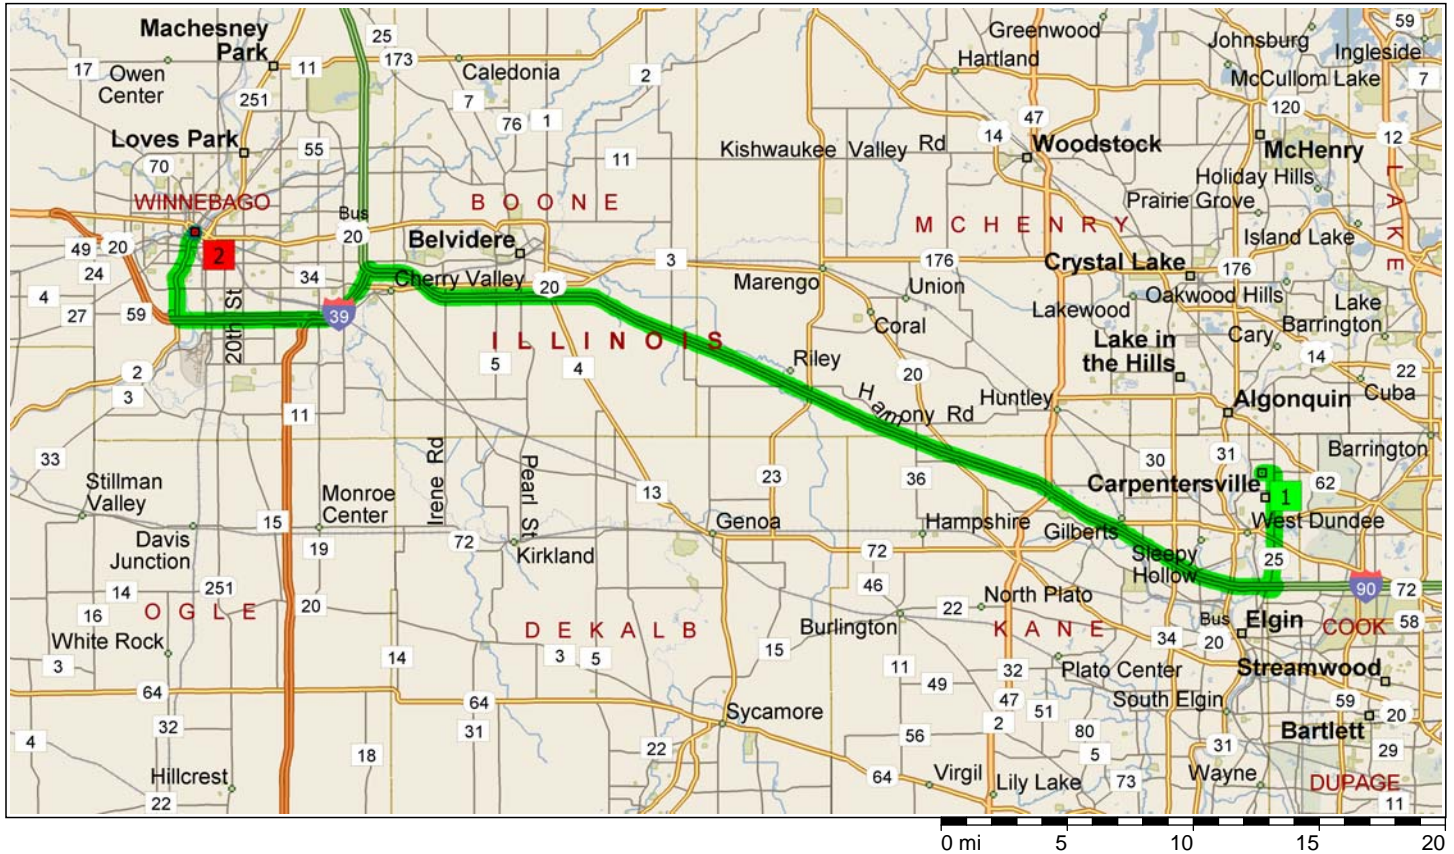 Machesney
Park
25
173
17
Owen
Center
11
Caledonia
2
Greenwood
Hartland
Johnsburg
59
Ingleside
McCullom Lake
7
251
7
76
1
47
120
Loves Park
55
14
Woodstock
12
McHenry
70
11
Kishwaukee Valley Rd
Holiday Hills
WINNEBAGO
BOONE
Prairie Grove
LAKE
Bus
20
MCHENRY
Island Lake
49
20
2
Belvidere
3
176
Crystal Lake
176
24
34
Cherry Valley
20
Marengo
Union
Oakwood Hills
4
27
59
20th St
39
Lakewood
Lake
Barrington
Coral
Cary
ILLINOIS
Lake in
the Hills
14
2
5
4
Riley
20
22
3
Huntley
Cuba
11
Harmony Rd
Algonquin
33
Irene Rd
Pearl St
30
31
Barrington
Stillman
Valley
Monroe
Center
13
23
36
Carpentersville
1
62
15
Genoa
Hampshire
Gilberts
West Dundee
Davis
Junction
19
72
Kirkland
72
Sleepy
Hollow
25
14
251
20
46
90
72
16
OGLE
22
North Plato
Bus
Elgin
58
White Rock
DEKALB
Burlington
KANE
34
20
COOK
3
14
3
5
15
11
32
Plato Center
Streamwood
64
64
49
47
51
South Elgin
59
20
32
31
Sycamore
2
Bartlett
4
18
22
56
80
31
29
5
Hillcrest
64
Virgil
Lily Lake
73
Wayne
DUPAGE
22
11
0 mi 5 10 15 20